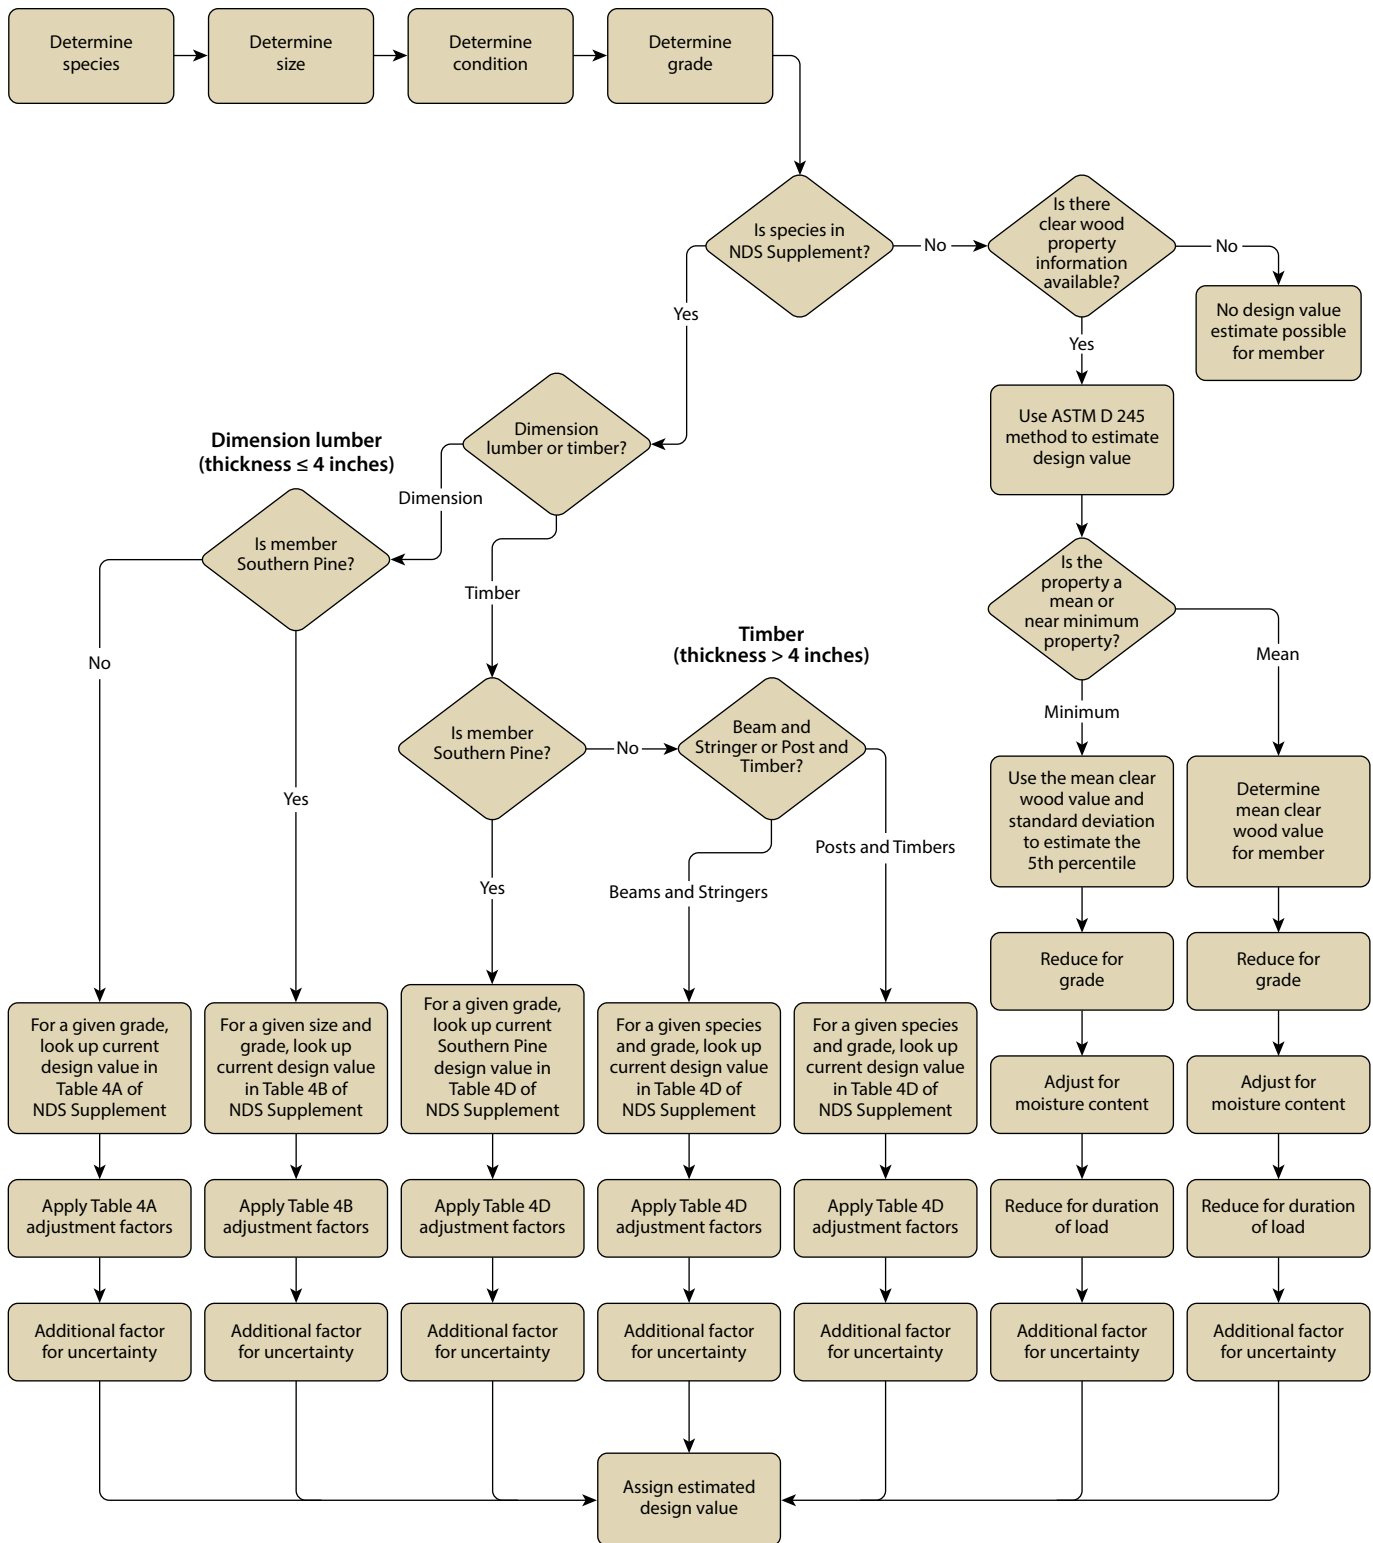 Determine
species
Determine
size
Determine
condition
Determine
grade
Is species in
NDS Supplement?
No
Is there
clear wood
property
information
available?
No
No design value
estimate possible
for member
Yes
Yes
Use ASTM D 245
method to estimate
design value
Dimension
lumber or timber?
Dimension lumber
(thickness ≤ 4 inches)
Dimension
Is member
Southern Pine?
Timber
No
Yes
Is member
Southern Pine?
No
Timber
(thickness > 4 inches)
Beam and
Stringer or Post and
Timber?
Yes
Beams and Stringers
Posts and Timbers
Is the
property a
mean or
near minimum
property?
Mean
Minimum
Use the mean clear
wood value and
standard deviation
to estimate the
5th percentile
Determine
mean clear
wood value
for member
Reduce for
grade
Reduce for
grade
For a given grade,
look up current
design value in
Table 4A of
NDS Supplement
For a given size and
grade, look up
current design value
in Table 4B of
NDS Supplement
For a given grade,
look up current
Southern Pine
design value in
Table 4D of
NDS Supplement
For a given species
and grade, look up
current design value
in Table 4D of
NDS Supplement
For a given species
and grade, look up
current design value
in Table 4D of
NDS Supplement
Adjust for
moisture content
Adjust for
moisture content
Apply Table 4A
adjustment factors
Apply Table 4B
adjustment factors
Apply Table 4D
adjustment factors
Apply Table 4D
adjustment factors
Apply Table 4D
adjustment factors
Reduce for duration
of load
Reduce for duration
of load
Additional factor
for uncertainty
Additional factor
for uncertainty
Additional factor
for uncertainty
Additional factor
for uncertainty
Additional factor
for uncertainty
Additional factor
for uncertainty
Additional factor
for uncertainty
Assign estimated
design value